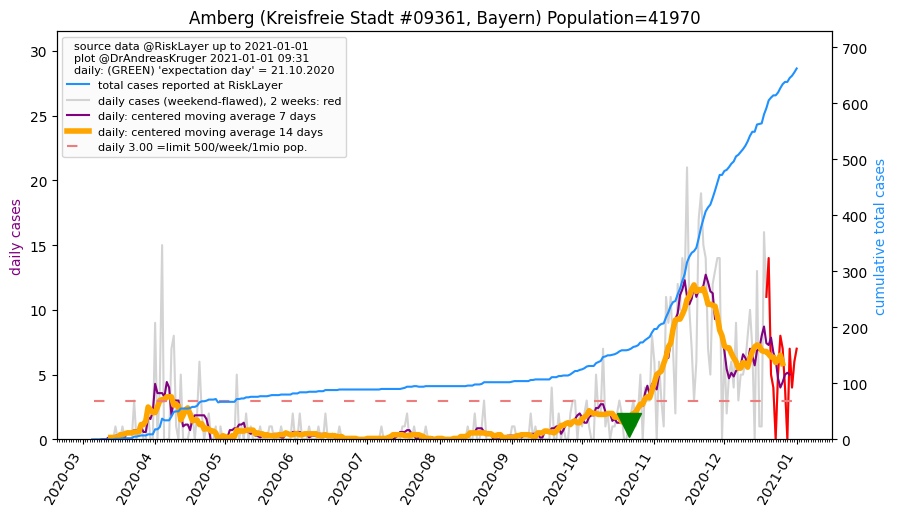 Amberg (Kreisfreie Stadt #09361, Bayern) Population=41970
source data @RiskLayer up to 2021-01-01
plot @DrAndreasKruger 2021-01-01 09:31
daily: (GREEN) 'expectation day' = 21.10.2020
total cases reported at RiskLayer
daily cases (weekend-flawed), 2 weeks: red
daily: centered moving average 7 days
daily: centered moving average 14 days
daily 3.00 =limit 500/week/1mio pop.
daily cases
30
25
20
15
10
5
0
700
600
500
400
300
200
100
0
cumulative total cases
2020-03
2020-04
2020-05
2020-06
2020-07
2020-08
2020-09
2020-10
2020-11
2020-12
2021-01